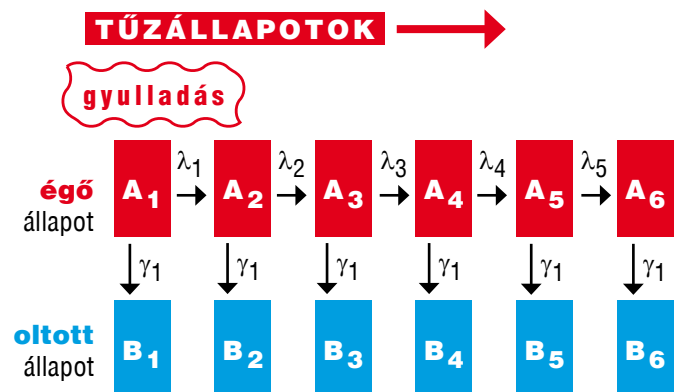 TŰZÁLLAPOTOK
gyulladás
λ1 λ2 λ3 λ4 λ5
égő A1 A2 A3 A4 A5 A6
állapot
γ1 γ1 γ1 γ1 γ1 γ1
oltott B1 B2 B3 B4 B5 B6
állapot